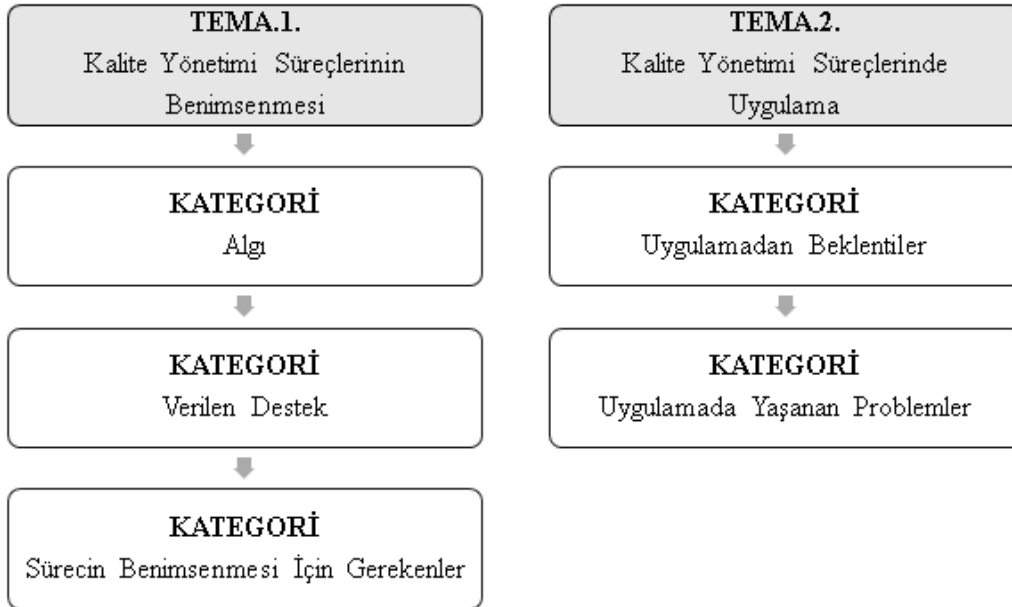 TEMA.1.
Kalite Yönetimi Süreçlerinin
Benimsenmesi
KATEGORİ
Algı
KATEGORİ
Verilen Destek
KATEGORİ
Sürecin Benimsenmesi İçin Gerekenler
TEMA.2.
Kalite Yönetimi Süreçlerinde
Uygulama
KATEGORİ
Uygulamadan Beklentiler
KATEGORİ
Uygulamada Yaşanan Problemler